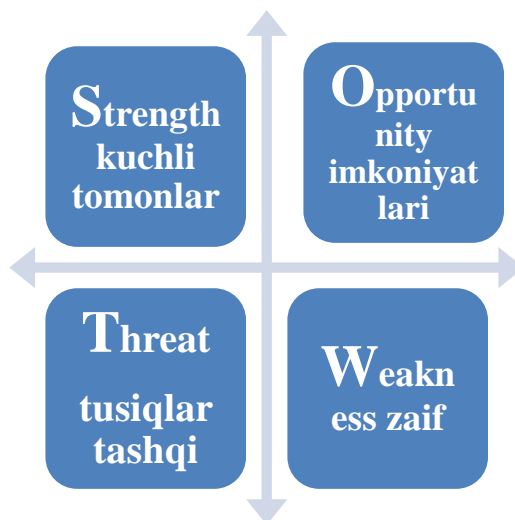 Strength
kuchli
tomonlar
Opportu
nity
imkoniyat
lari
Threat
tusiqlar
tashqi
Weakn
ess zaif